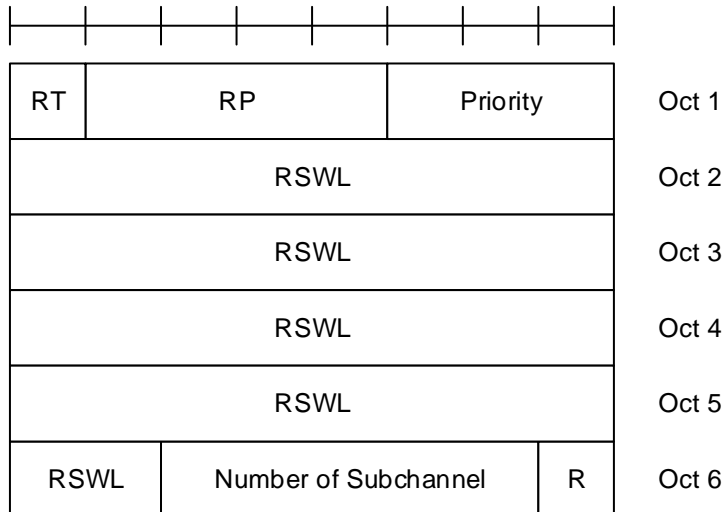 RT RP Priority Oct 1
RSWL Oct 2
RSWL Oct 3
RSWL Oct 4
RSWL Oct 5
RSWL Number of Subchannel R Oct 6